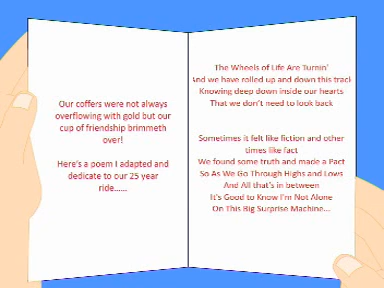 Our coffers were not always
overflowing with gold but our
cup of friendship brimmeth
over!
Here's a poem I adapted and
dedicate to our 25 year
ride......
The Wheels of Life Are Turnin'
And we have rolled up and down this track
Knowing deep down inside our hearts
That we don't need to look back
Sometimes it felt like fiction and other
times like fact
We found some truth and made a Pact
So As We Go Through Highs and Lows
And All that's in between
It's Good to Know I'm Not Alone
On This Big Surprise Machine...